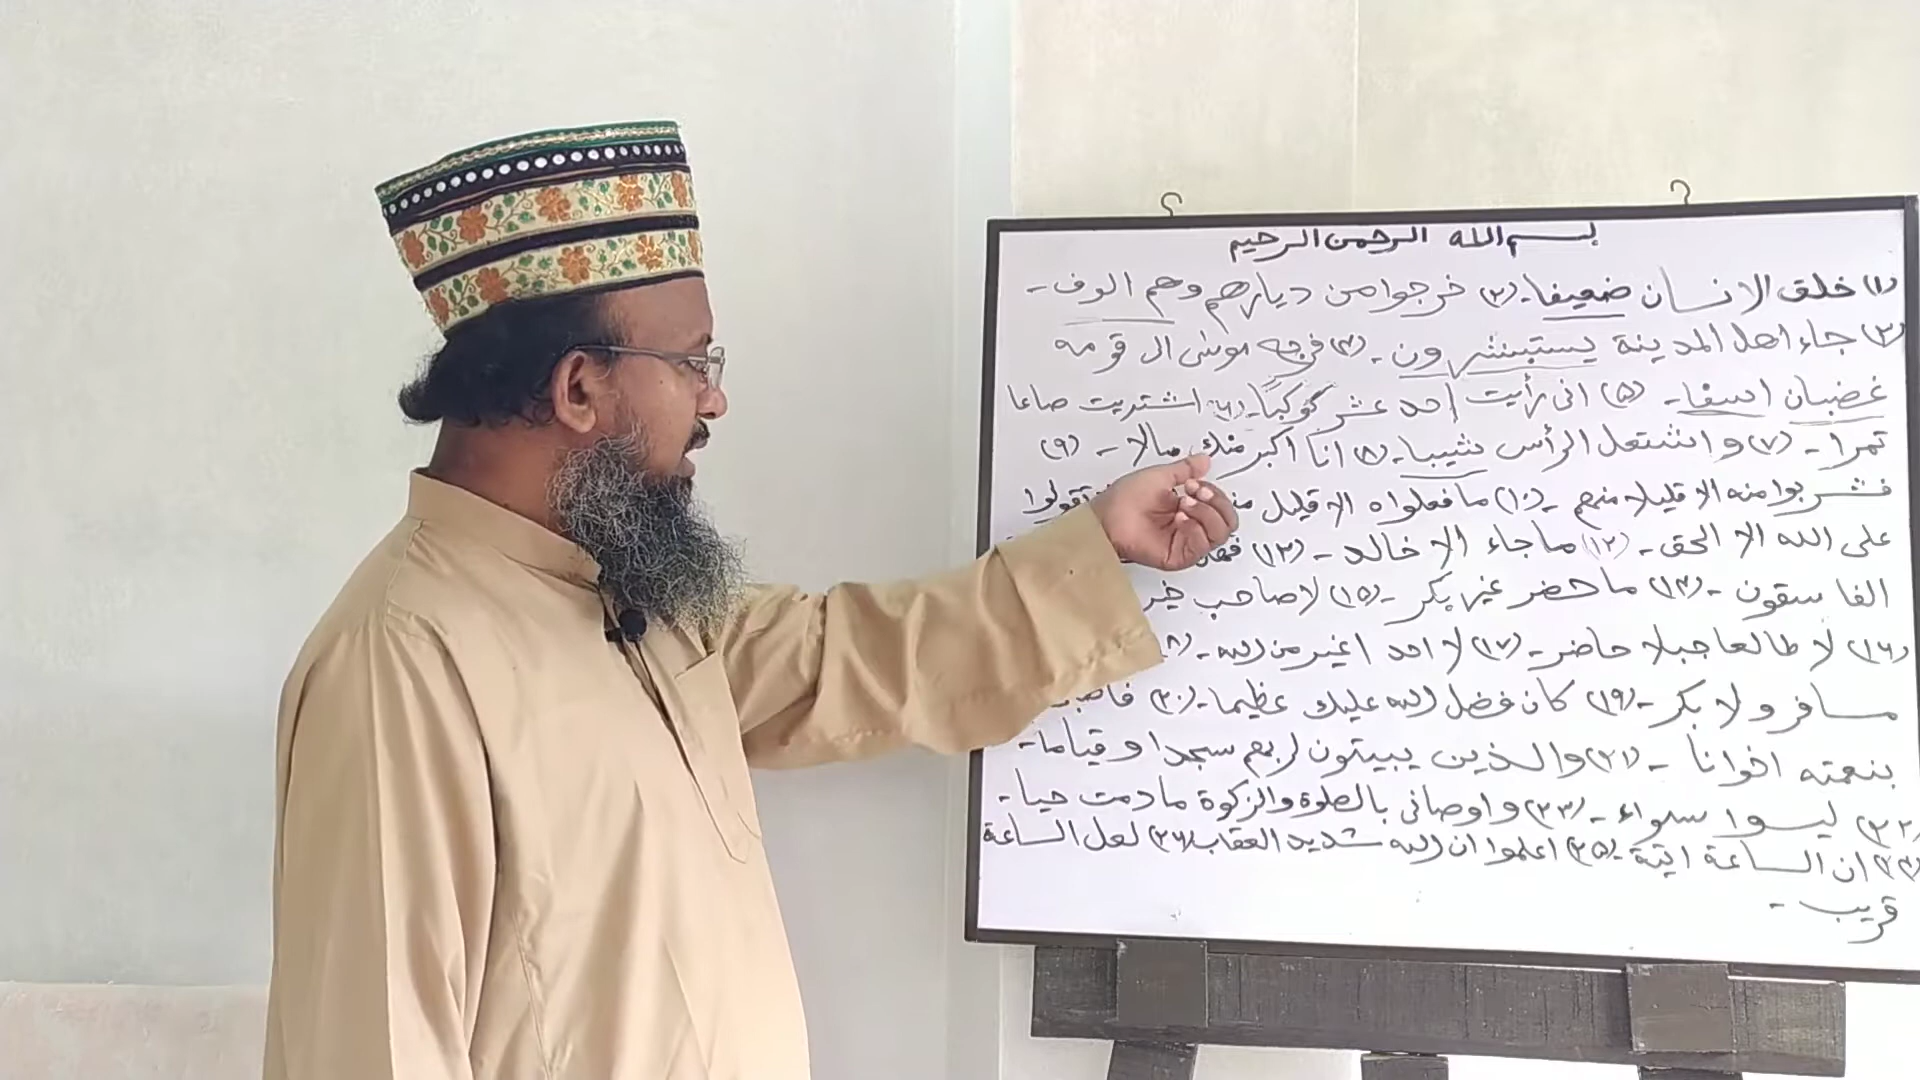 بسم الله الرحمن الرحيم
(١) خلق الانسان ضعيفا - (٢) خرجوا من ديارهم وهم الوف -
(٣) جاء اهل المدينة يستبشرون - (٤) فرجع موسى الى قومه
غضبان اسفا - (٥) انى رأيت احد عشر كوكبًا - (٦) اشتريت صاعا
تمرا - (٧) واشتعل الرأس شيبا - (٨) انا اكبر منك مالا - (٩)
فشربوا منه الا قليلا منهم - (١٠) ما فعلواه الا قليل تقولوا
على الله الا الحق - (١٢) ما جاء الا خالد - (١٣) فهل
الفاسقون - (١٤) ما حضر غير بكر - (١٥) لا صاحب خير
(١٦) لا طالعا جبلا حاضر - (١٧) لا احد اغير من الله -
مسافر ولا بكر - (١٩) كان فضل الله عليك عظيما - (٢٠)
بنعمته اخوانا - (٢١) والذين يبيتون لربهم سجدا وقياما -
(٢٢) ليسوا سواء - (٢٣) واوصانى بالصلوة والزكوة ما دمت حيا -
(٢٤) ان الساعة اتية - (٢٥) اعلموا ان الله شديد العقاب (٢٦) لعل الساعة
قريب -